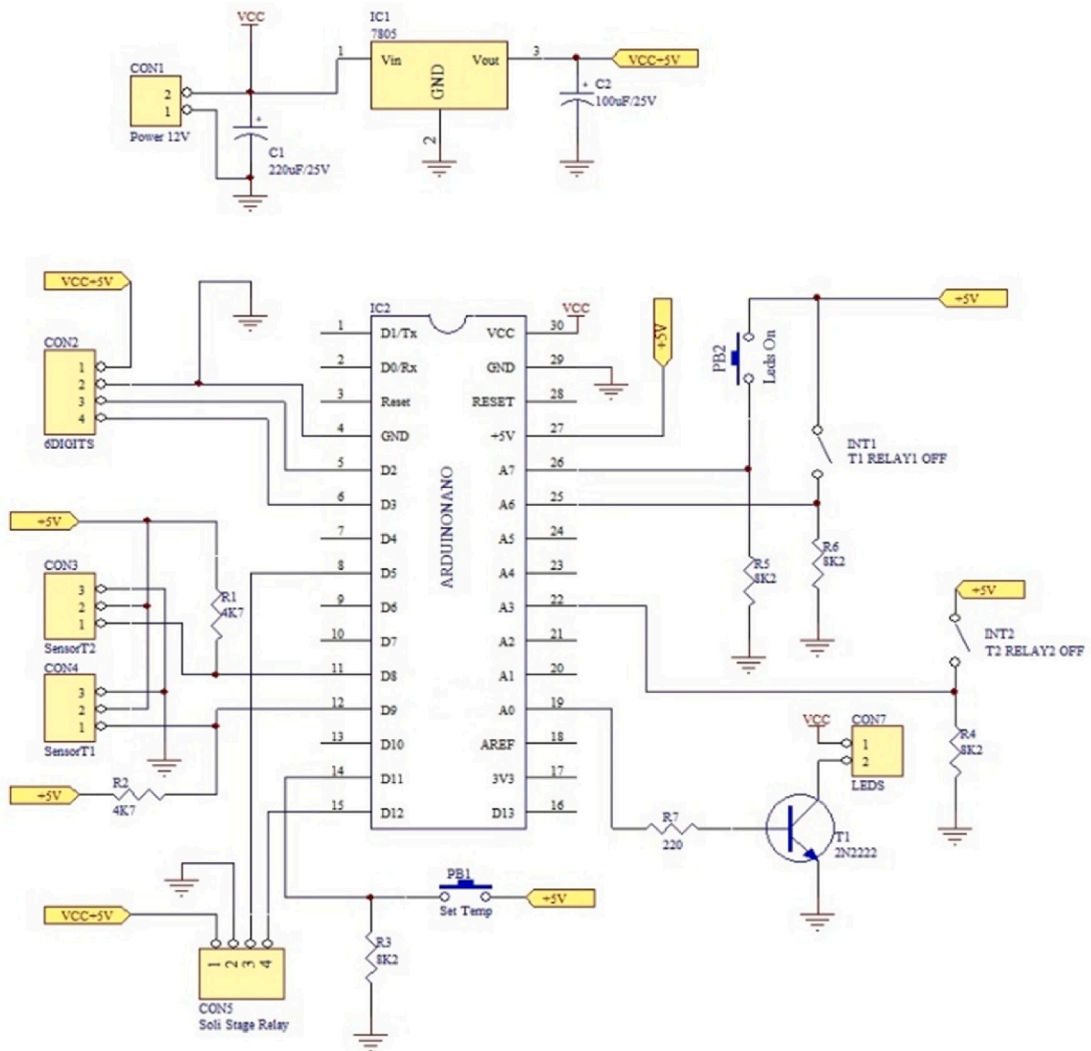 VCC
IC1
7805
CON1
2
1
Power 12V
1
Vin
Vout
GND
3
2
VCC+5V
+
C1
220uF/25V
+
C2
100uF/25V
VCC+5V
CON2
1
2
3
4
6DIGITS
IC2
ARDUINONANO
1 D1/Tx
2 D0/Rx
3 Reset
4 GND
5 D2
6 D3
7 D4
8 D5
9 D6
10 D7
11 D8
12 D9
13 D10
14 D11
15 D12
VCC 30
GND 29
RESET 28
+5V 27
A7 26
A6 25
A5 24
A4 23
A3 22
A2 21
A1 20
A0 19
AREF 18
3V3 17
D13 16
VCC
+5V
PB2
Leds On
+5V
INT1
T1 RELAY1 OFF
R5
8K2
R6
8K2
+5V
INT2
T2 RELAY2 OFF
R4
8K2
+5V
CON3
3
2
1
SensorT2
CON4
3
2
1
SensorT1
R1
4K7
+5V
R2
4K7
VCC
CON7
1
2
LEDS
R7
220
T1
2N2222
PB1
Set Temp
+5V
R3
8K2
VCC+5V
1
2
3
4
CON5
Soli Stage Relay